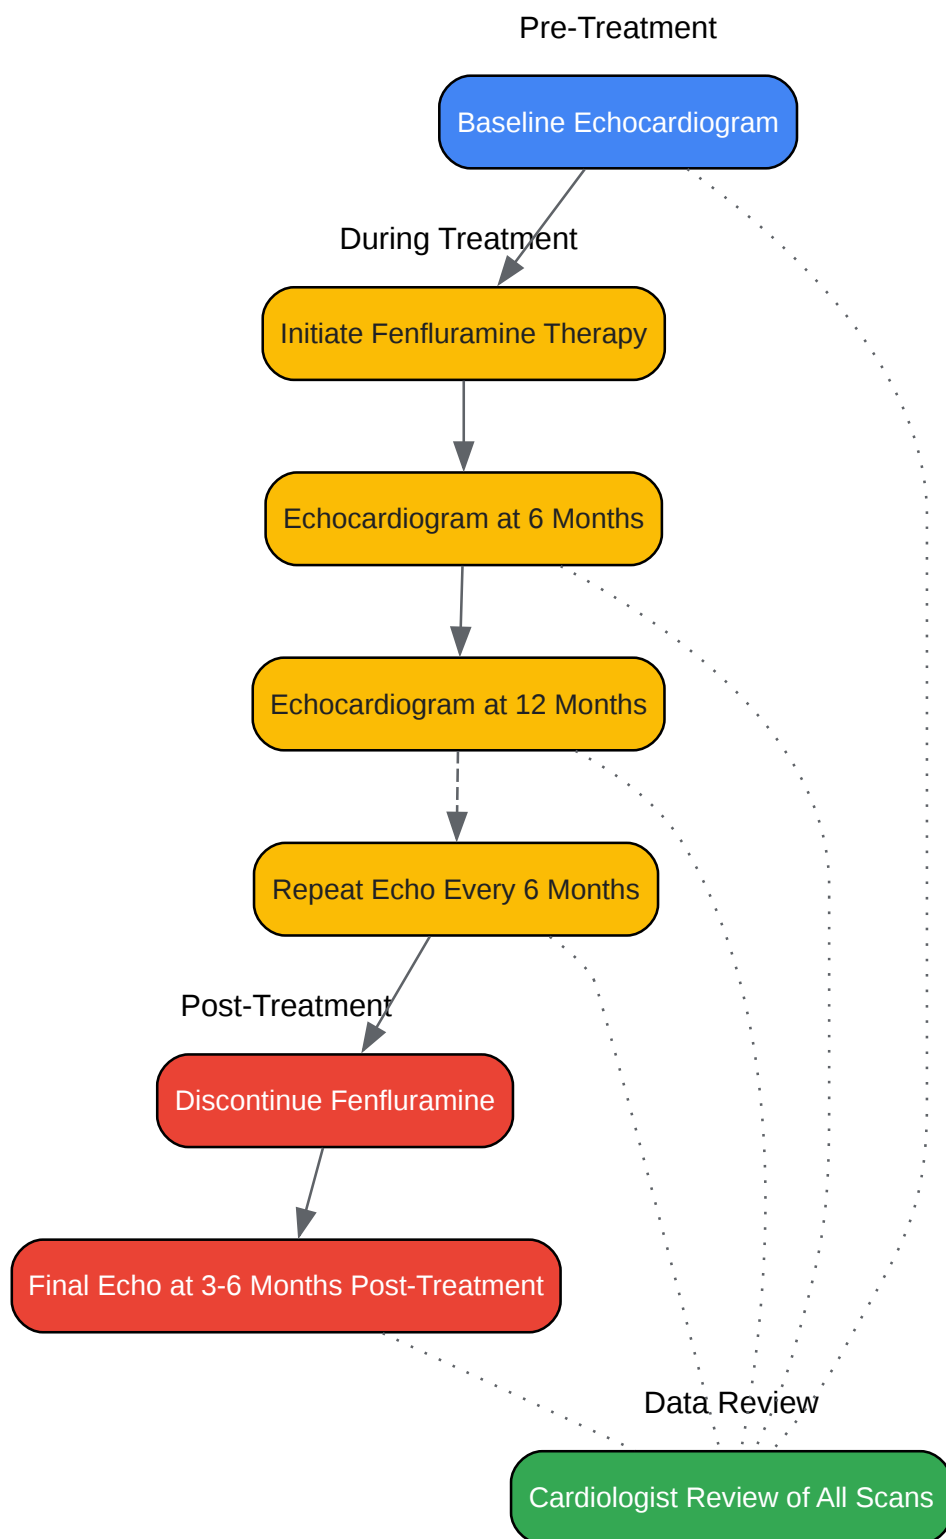 Pre-Treatment
Baseline Echocardiogram
During Treatment
Initiate Fenfluramine Therapy
Echocardiogram at 6 Months
Echocardiogram at 12 Months
Repeat Echo Every 6 Months
Post-Treatment
Discontinue Fenfluramine
Final Echo at 3-6 Months Post-Treatment
Data Review
Cardiologist Review of All Scans